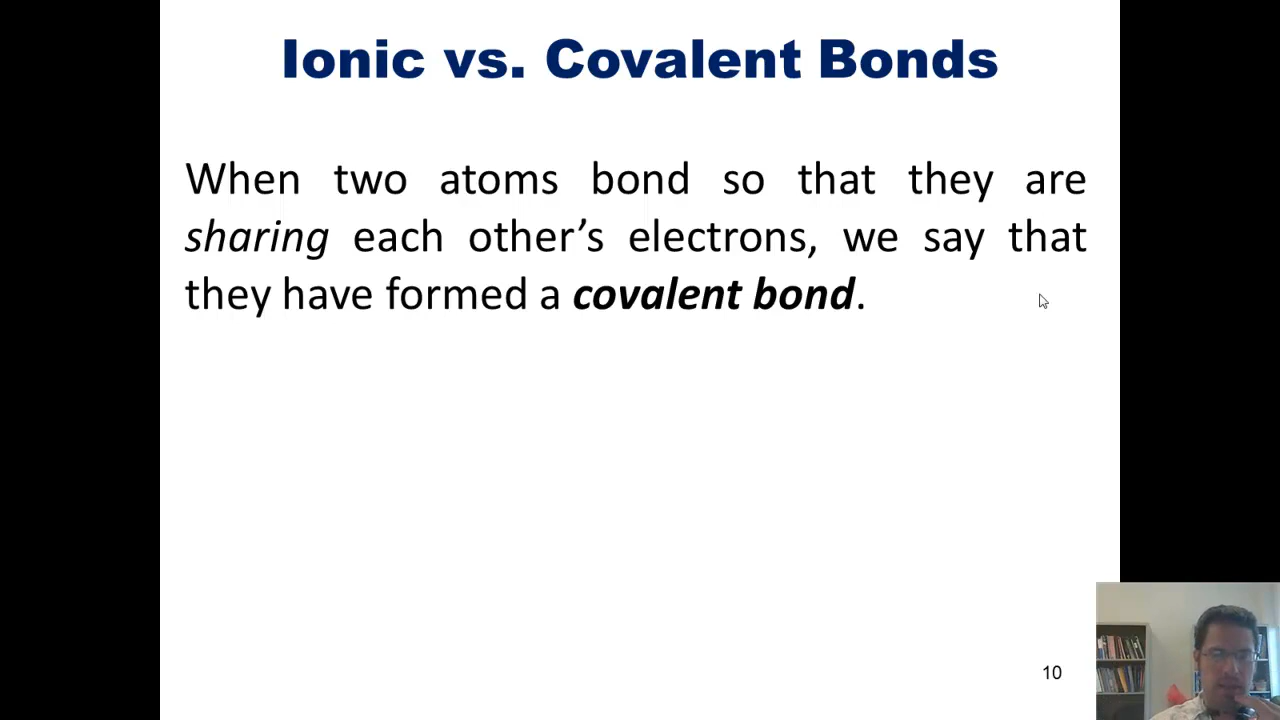 Ionic vs. Covalent Bonds
When two atoms bond so that they are
sharing each other’s electrons, we say that
they have formed a covalent bond.
10